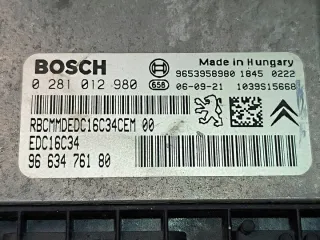 BOSCH
Made in Hungary
0 281 012 980
658
9653958980 1845 0222
06-09-21 1039S15668
RBCMMDEDC16C34CEM 00
EDC16C34
96 634 761 80